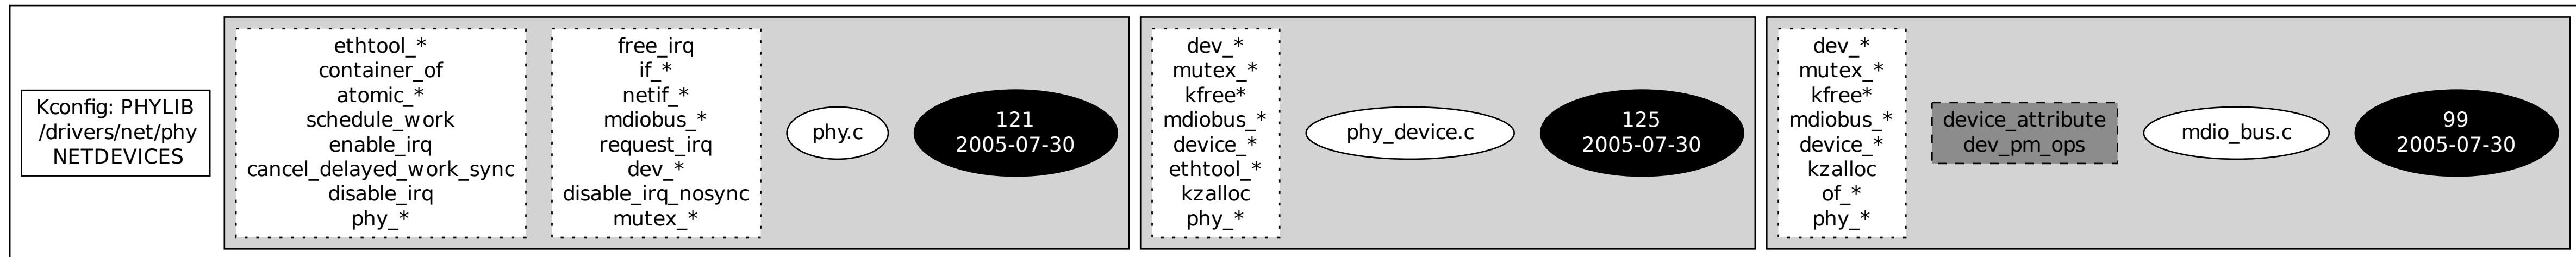 Kconfig: PHYLIB
/drivers/net/phy
NETDEVICES
ethtool_*
container_of
atomic_*
schedule_work
enable_irq
cancel_delayed_work_sync
disable_irq
phy_*
free_irq
if_*
netif_*
mdiobus_*
request_irq
dev_*
disable_irq_nosync
mutex_*
phy.c
121
2005-07-30
dev_*
mutex_*
kfree*
mdiobus_*
device_*
ethtool_*
kzalloc
phy_*
phy_device.c
125
2005-07-30
dev_*
mutex_*
kfree*
mdiobus_*
device_*
kzalloc
of_*
phy_*
device_attribute
dev_pm_ops
mdio_bus.c
99
2005-07-30